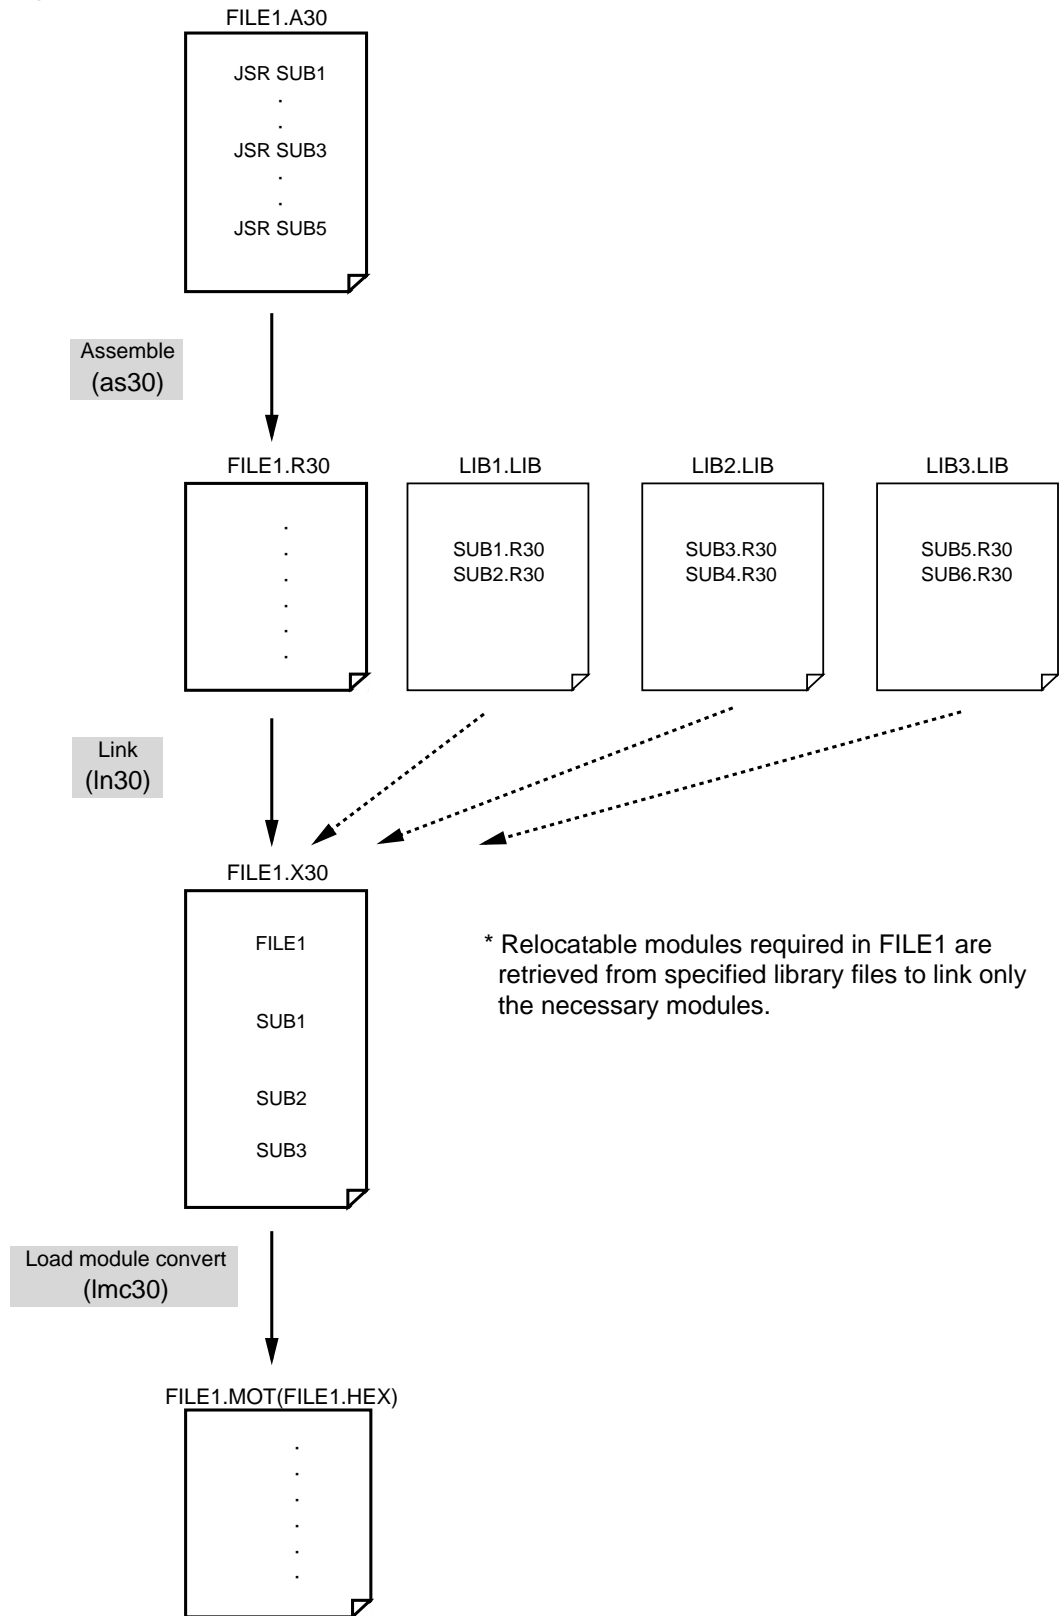 FILE1.A30
JSR SUB1
.
.
JSR SUB3
.
.
JSR SUB5
Assemble
(as30)
FILE1.R30
.
.
.
.
.
.
LIB1.LIB
SUB1.R30
SUB2.R30
LIB2.LIB
SUB3.R30
SUB4.R30
LIB3.LIB
SUB5.R30
SUB6.R30
Link
(ln30)
FILE1.X30
FILE1
SUB1
SUB2
SUB3
* Relocatable modules required in FILE1 are
retrieved from specified library files to link only
the necessary modules.
Load module convert
(lmc30)
FILE1.MOT(FILE1.HEX)
.
.
.
.
.
.